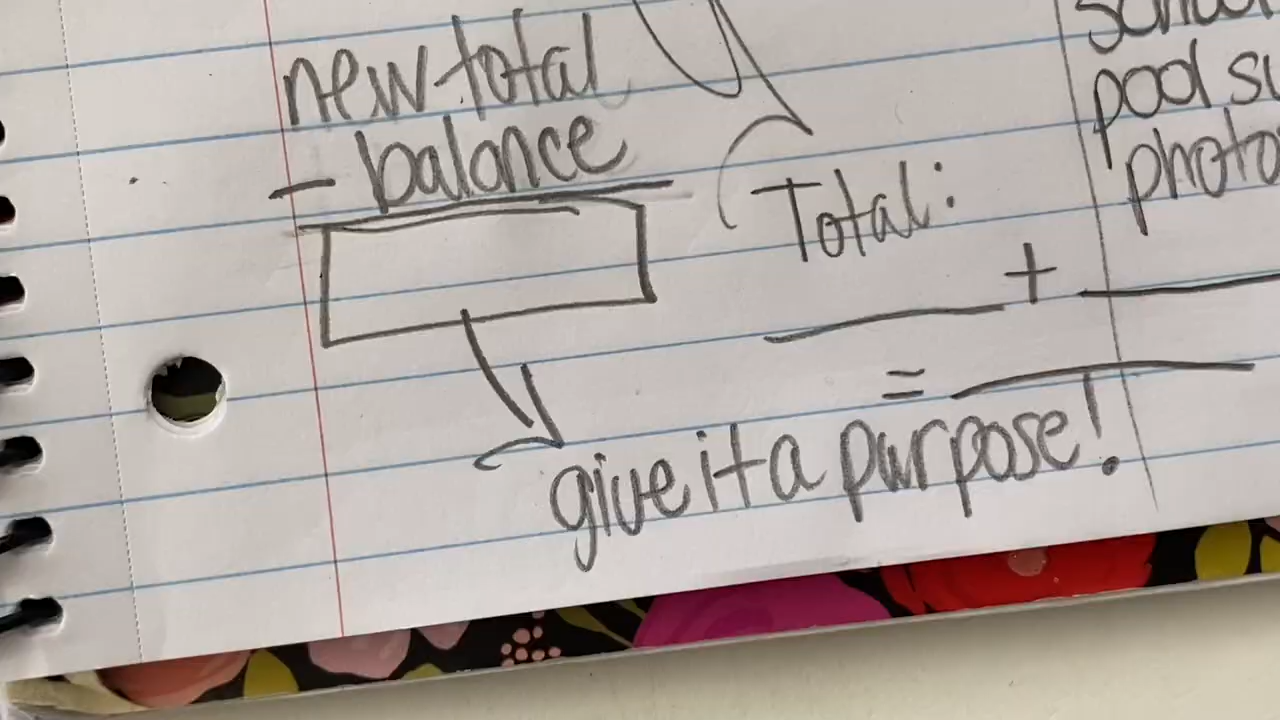 new total
- balance
give it a purpose!
Total:
+
=
pool
photo